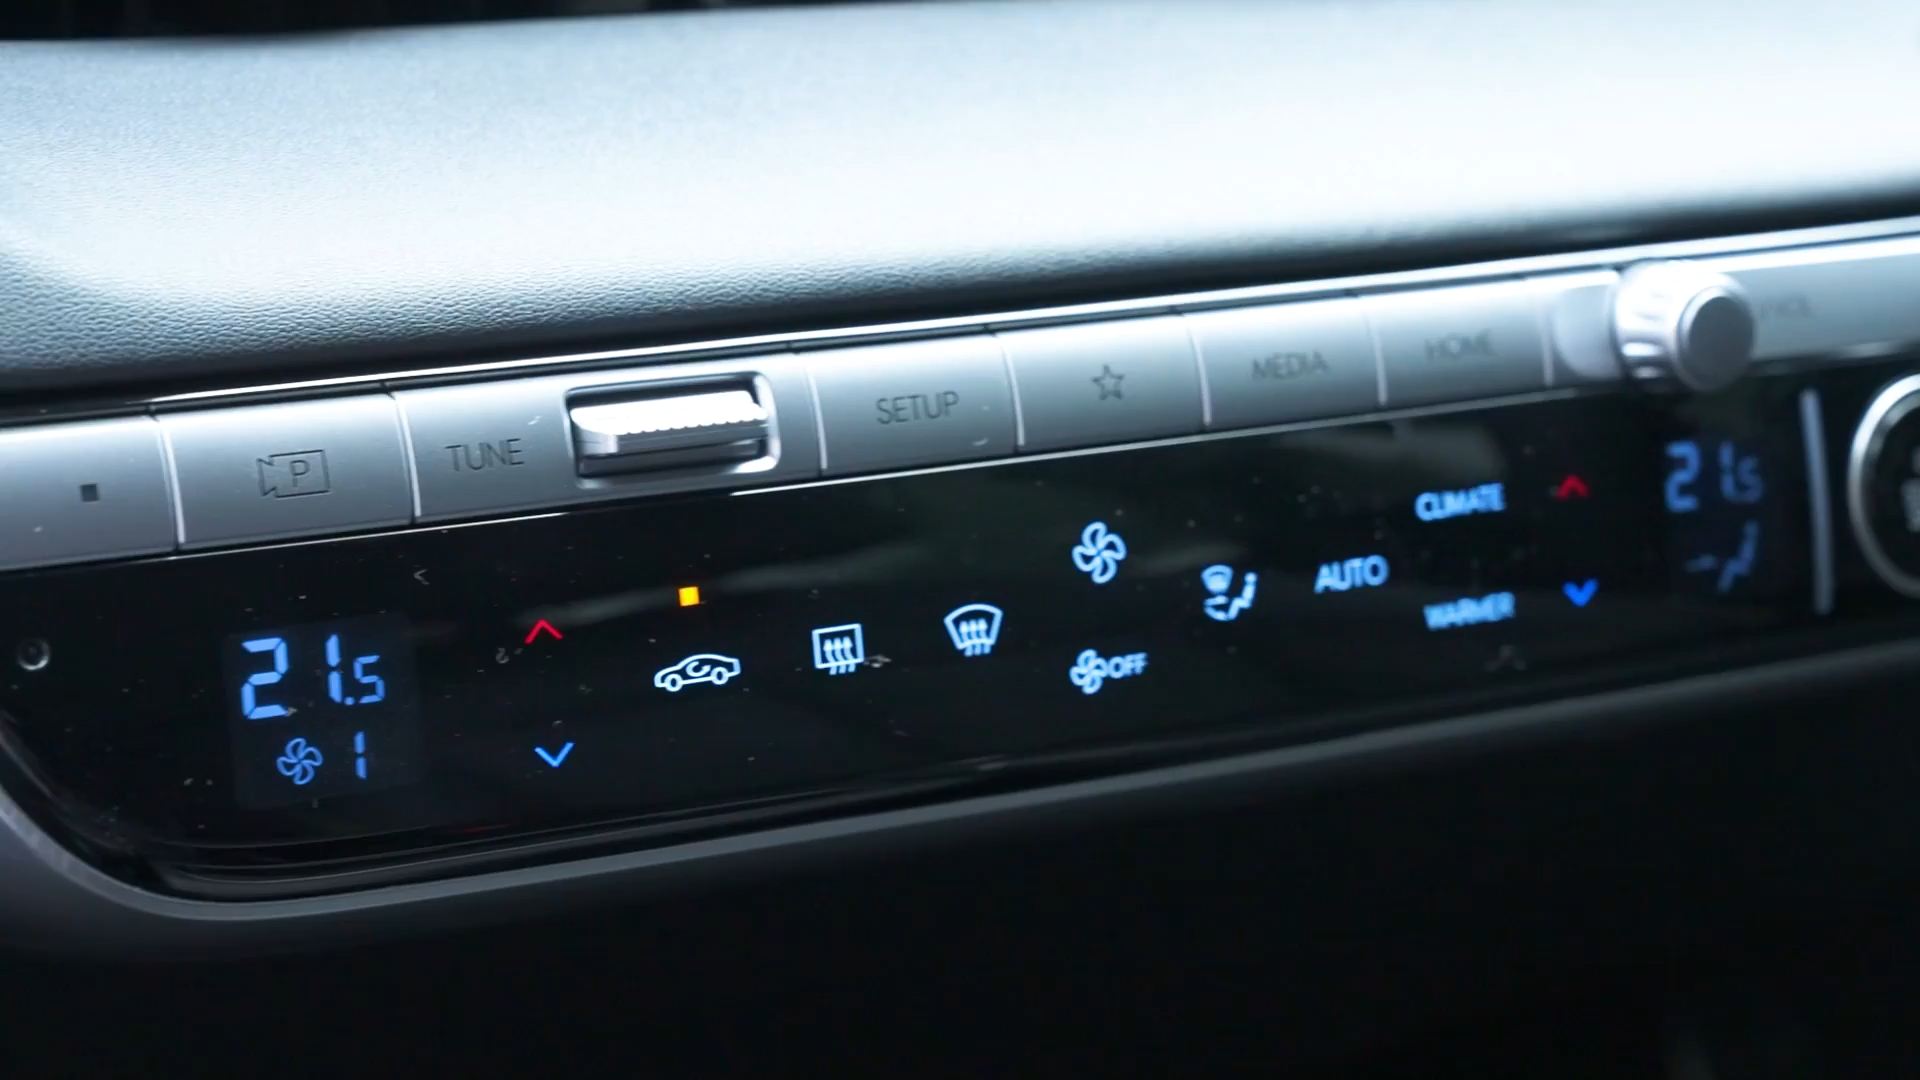 P
TUNE
SETUP
MEDIA
HOME
21.5
1
OFF
AUTO
CLIMATE
WARMER
21.5